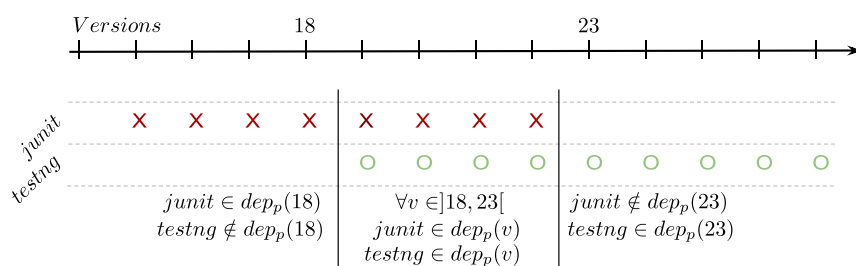 Versions 18 23
junit X X X X X X X X
testng O O O O O O O O O
junit ∈ dep_p(18) ∀v ∈]18, 23[ junit ∉ dep_p(23)
testng ∉ dep_p(18) junit ∈ dep_p(v) testng ∈ dep_p(23)
testng ∈ dep_p(v)